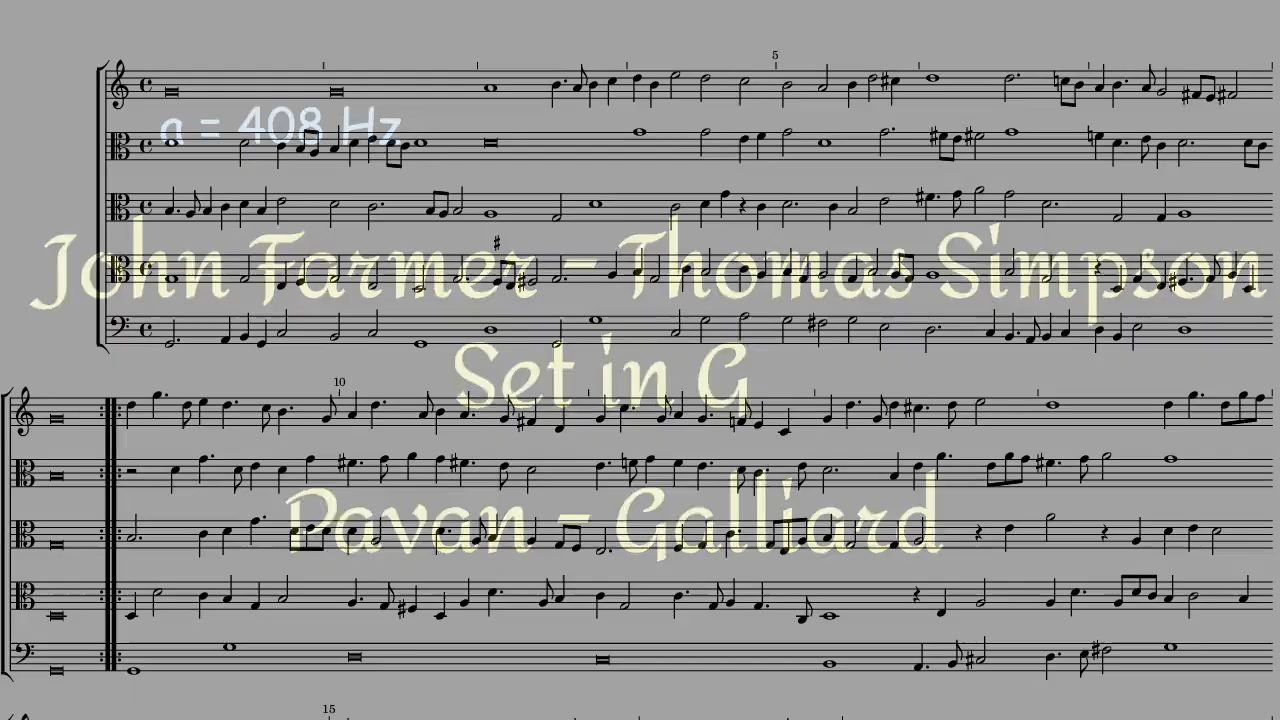 5
a = 408 Hz
John Farmer - Thomas Simpson
Set in G
10
Pavan - Galliard
15